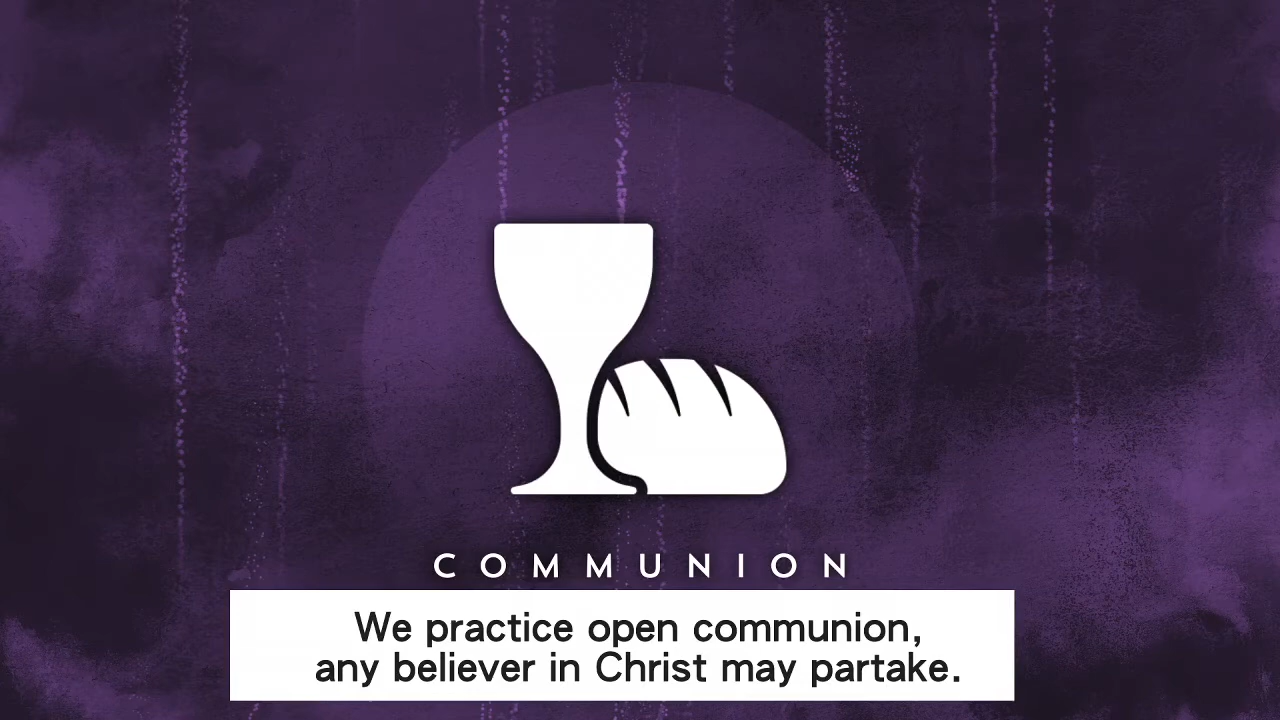 COMMUNION
We practice open communion,
any believer in Christ may partake.